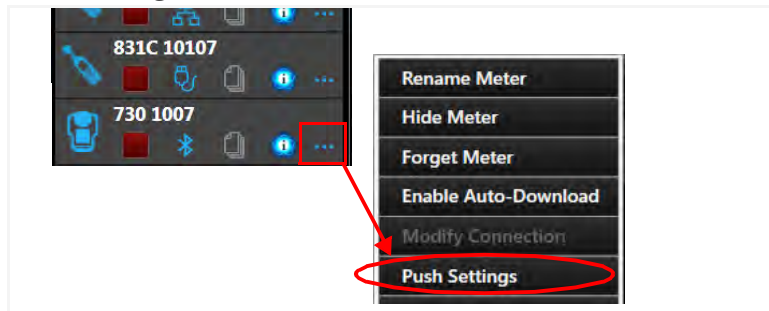 831C 10107
730 1007
Rename Meter
Hide Meter
Forget Meter
Enable Auto-Download
Modify Connection
Push Settings